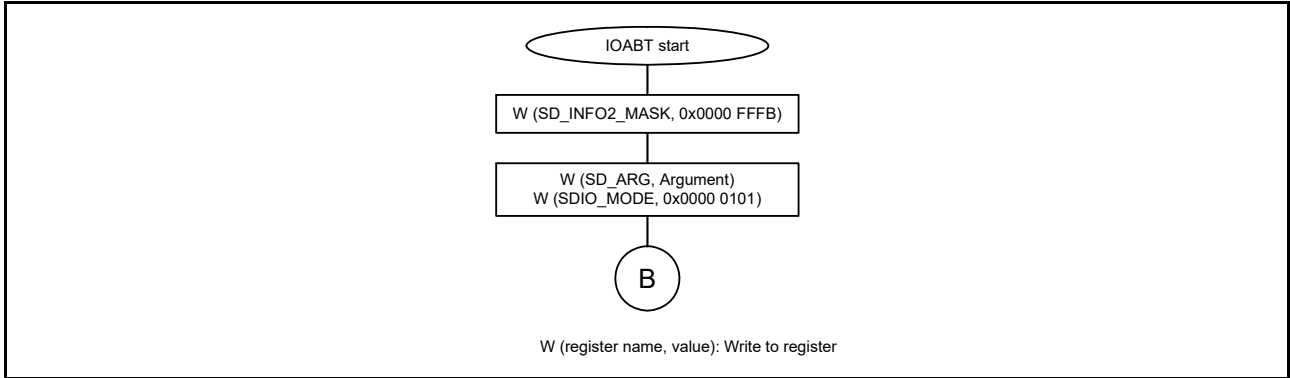 IOABT start
W (SD_INFO2_MASK, 0x0000 FFFB)
W (SD_ARG, Argument)
W (SDIO_MODE, 0x0000 0101)
B
W (register name, value): Write to register